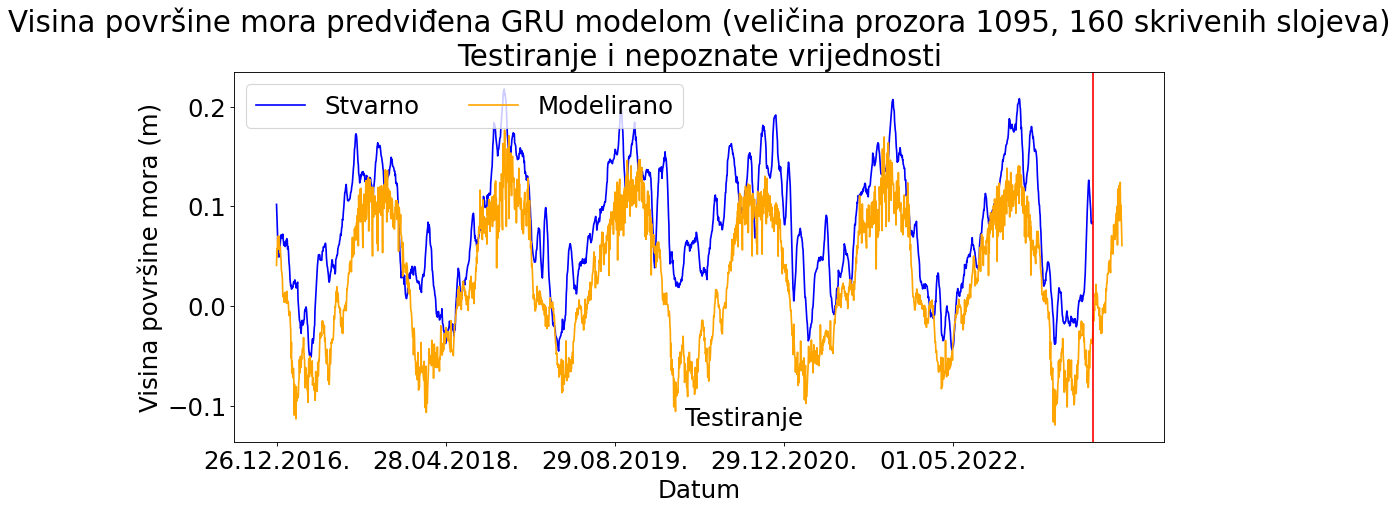 Visina površine mora predviđena GRU modelom (veličina prozora 1095, 160 skrivenih slojeva)
Testiranje i nepoznate vrijednosti
Stvarno Modelirano
Visina površine mora (m)
0.2
0.1
0.0
−0.1
Testiranje
26.12.2016. 28.04.2018. 29.08.2019. 29.12.2020. 01.05.2022.
Datum